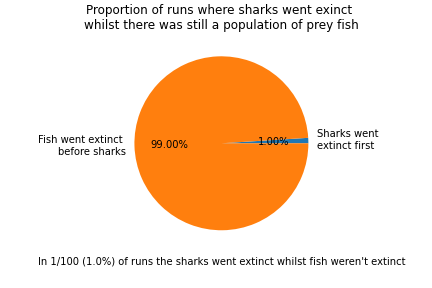 Proportion of runs where sharks went exinct
whilst there was still a population of prey fish
Fish went extinct
before sharks
99.00%
1.00%
Sharks went
extinct first
In 1/100 (1.0%) of runs the sharks went extinct whilst fish weren't extinct